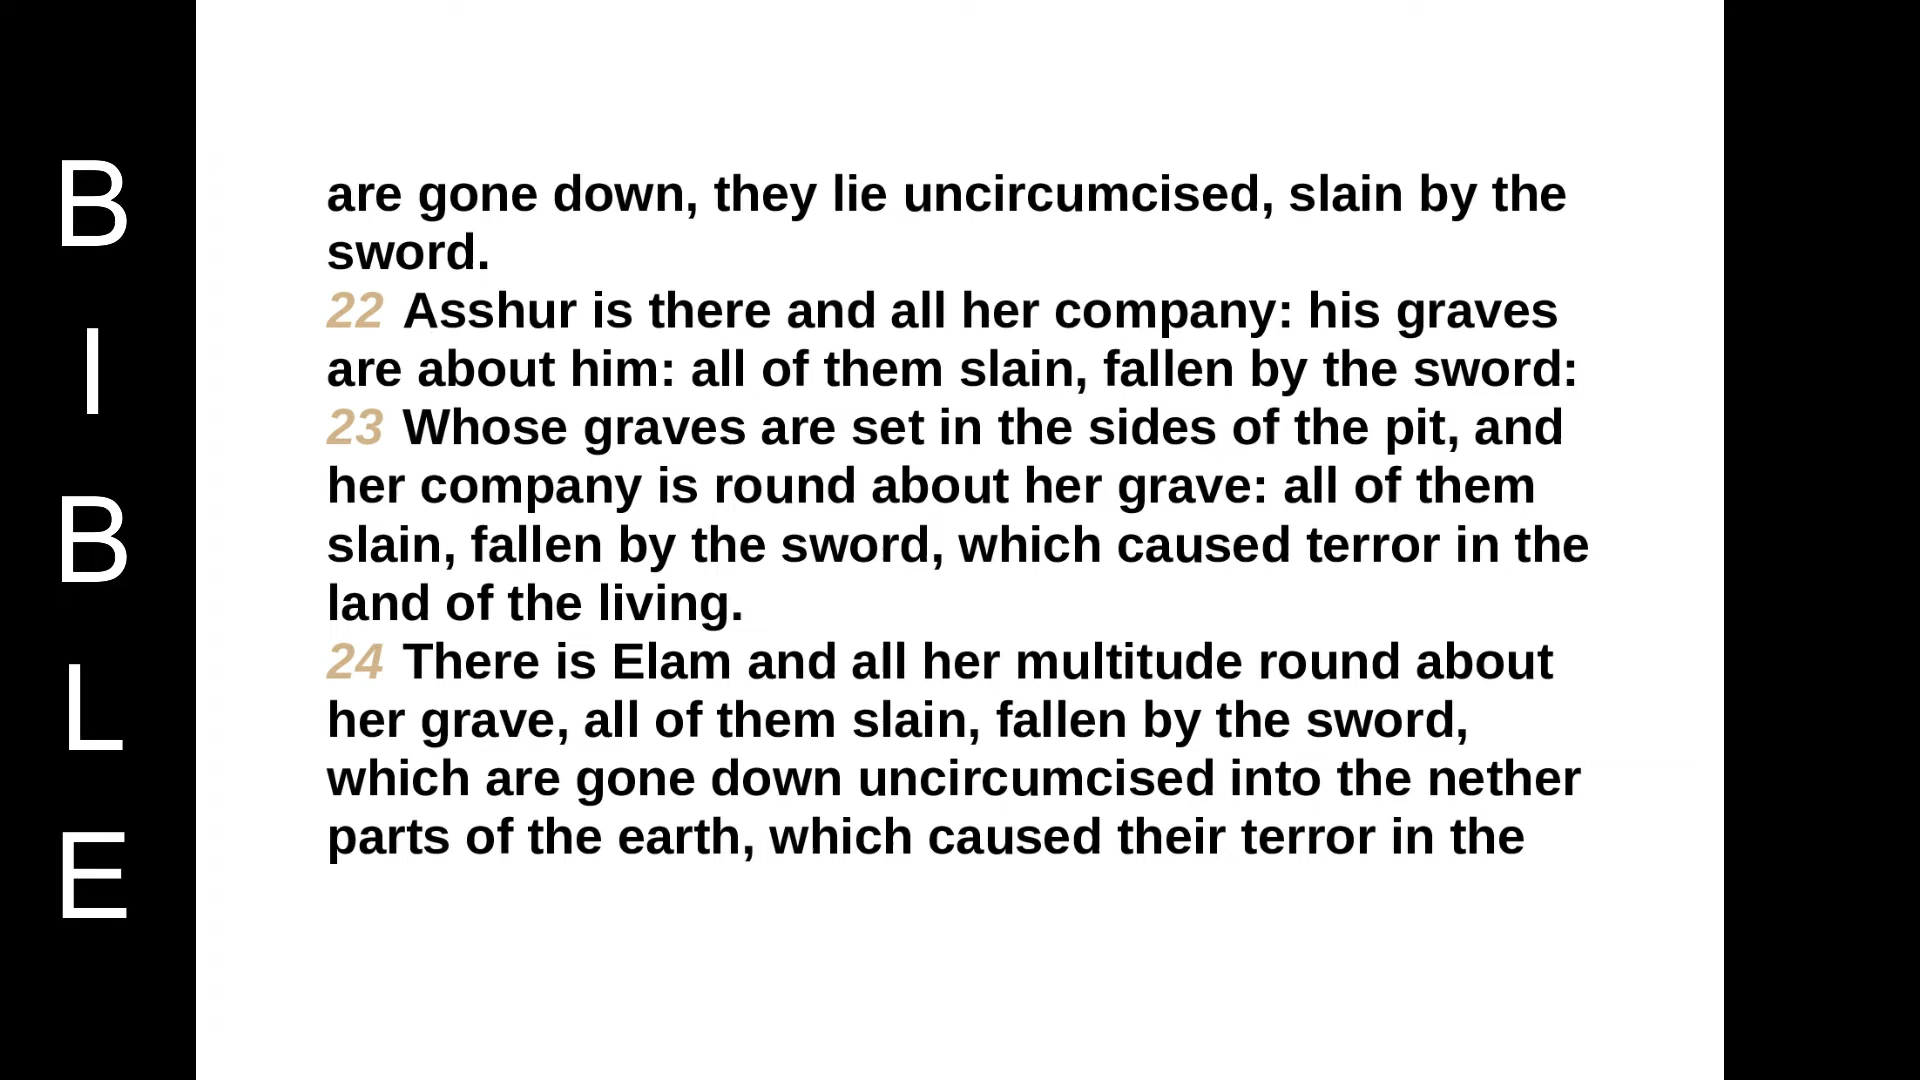 BIBLE
are gone down, they lie uncircumcised, slain by the
sword.
22 Asshur is there and all her company: his graves
are about him: all of them slain, fallen by the sword:
23 Whose graves are set in the sides of the pit, and
her company is round about her grave: all of them
slain, fallen by the sword, which caused terror in the
land of the living.
24 There is Elam and all her multitude round about
her grave, all of them slain, fallen by the sword,
which are gone down uncircumcised into the nether
parts of the earth, which caused their terror in the